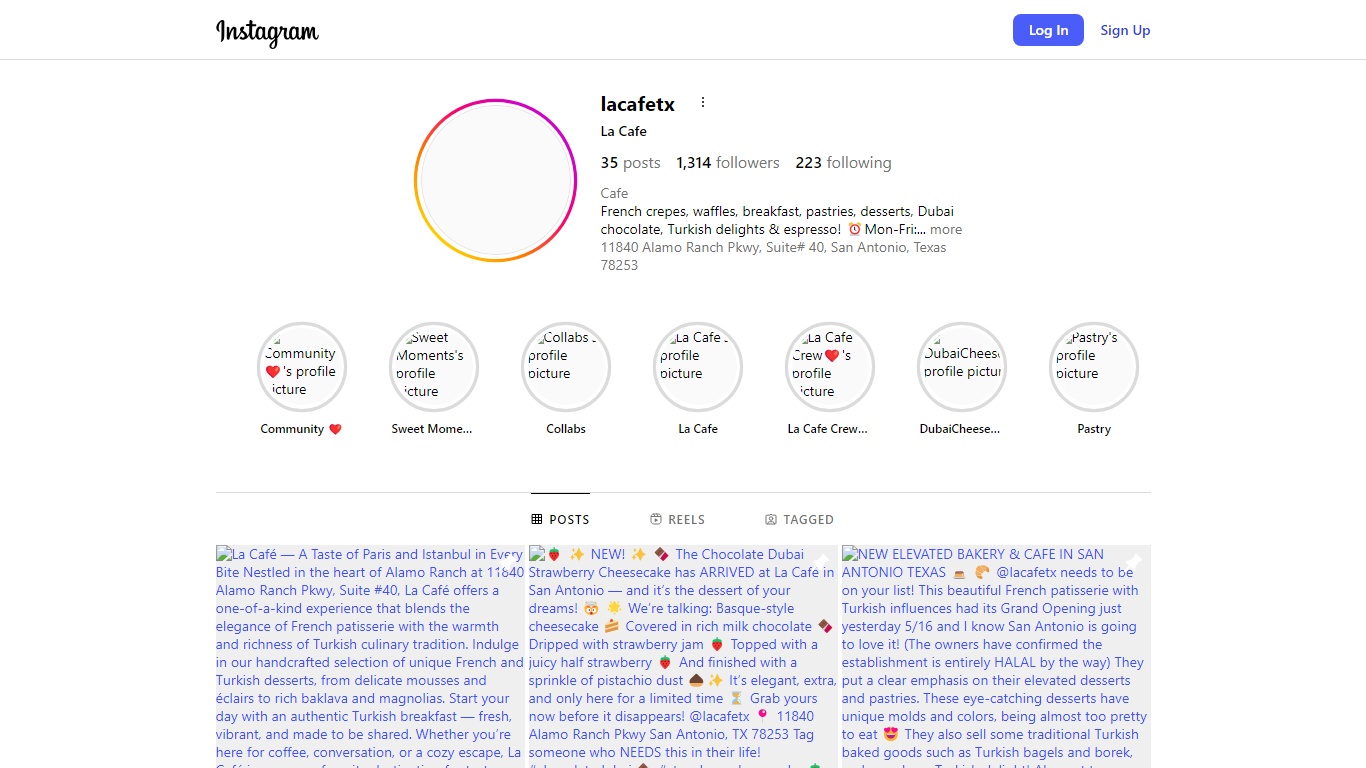 Instagram
Log In
Sign Up
lacafetx
La Cafe
35 posts 1,314 followers 223 following
Cafe
French crepes, waffles, breakfast, pastries, desserts, Dubai
chocolate, Turkish delights & espresso! ⏰ Mon-Fri:... more
11840 Alamo Ranch Pkwy, Suite# 40, San Antonio, Texas
78253
Community
❤️'s profile
picture
Sweet
Moments's
profile
picture
Collabs
profile
picture
La Cafe
profile
picture
La Cafe
Crew❤️'s
profile
picture
DubaiChees
profile pictur
Pastry's
profile
picture
Community ❤️
Sweet Mome...
Collabs
La Cafe
La Cafe Crew...
DubaiCheese...
Pastry
POSTS
REELS
TAGGED
La Café — A Taste of Paris and Istanbul in Every
Bite Nestled in the heart of Alamo Ranch at 11840
Alamo Ranch Pkwy, Suite #40, La Café offers a
one-of-a-kind experience that blends the
elegance of French patisserie with the warmth
and richness of Turkish culinary tradition. Indulge
in our handcrafted selection of unique French and
Turkish desserts, from delicate mousses and
éclairs to rich baklava and magnolias. Start your
day with an authentic Turkish breakfast — fresh,
vibrant, and made to be shared. Whether you're
here for coffee, conversation, or a cozy escape, La
🍓 ✨ NEW! ✨ 🍫 The Chocolate Dubai
Strawberry Cheesecake has ARRIVED at La Cafe in
San Antonio — and it's the dessert of your
dreams! 🤯 🌟 We're talking: Basque-style
cheesecake 🍰 Covered in rich milk chocolate 🍫
Dripped with strawberry jam 🍓 Topped with a
juicy half strawberry 🍓 And finished with a
sprinkle of pistachio dust 🌰✨ It's elegant, extra,
and only here for a limited time ⏳ Grab yours
now before it disappears! @lacafetx 📍 11840
Alamo Ranch Pkwy San Antonio, TX 78253 Tag
someone who NEEDS this in their life!
NEW ELEVATED BAKERY & CAFE IN SAN
ANTONIO TEXAS 🍮 🥐 @lacafetx needs to be
on your list! This beautiful French patisserie with
Turkish influences had its Grand Opening just
yesterday 5/16 and I know San Antonio is going
to love it! (The owners have confirmed the
establishment is entirely HALAL by the way) They
put a clear emphasis on their elevated desserts
and pastries. These eye-catching desserts have
unique molds and colors, being almost too pretty
to eat 😍 They also sell some traditional Turkish
baked goods such as Turkish bagels and borek,